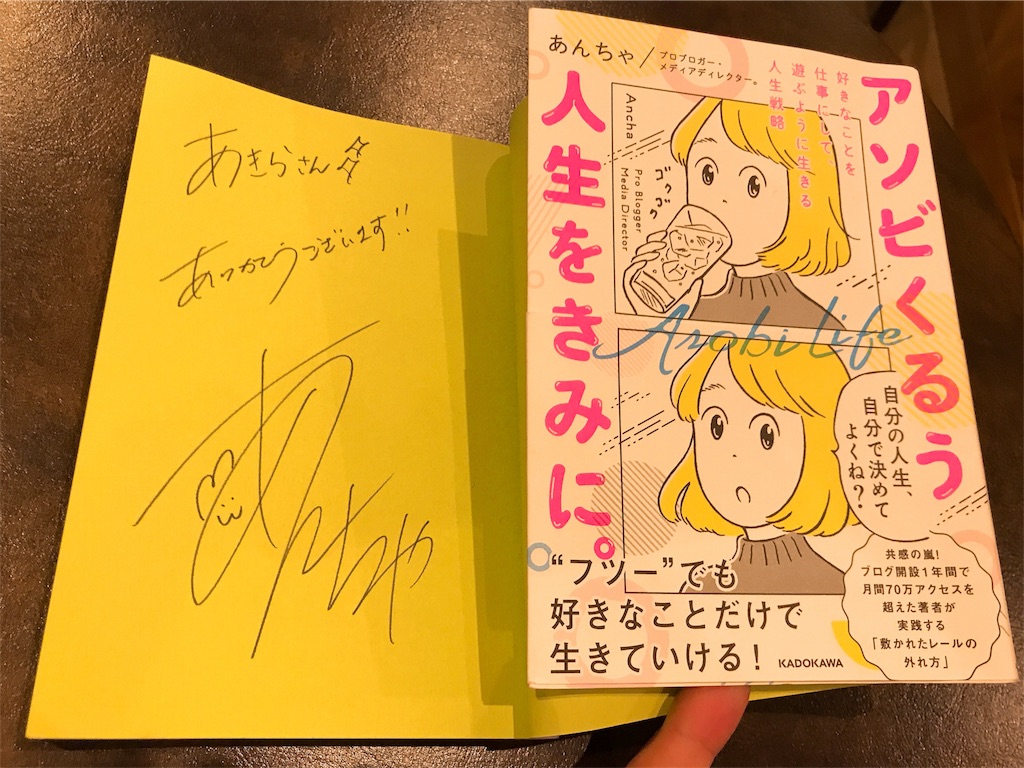 あきらさん
ありがとうございます!!
あんちゃ
あんちゃ/プロブロガー・
メディアディレクター。
好きなことを
仕事にして、
遊ぶように生きる
人生戦略
アソビくるう
人生をきみに。
Ancha
Pro Blogger
Media Director
ゴクゴク
Asobi Life
自分の人生、
自分で決めて
よくね?
“フツー”でも
好きなことだけで
生きていける!
KADOKAWA
共感の嵐!
ブログ開設1年間で
月間70万アクセスを
超えた著者が
実践する
「敷かれたレールの
外れ方」